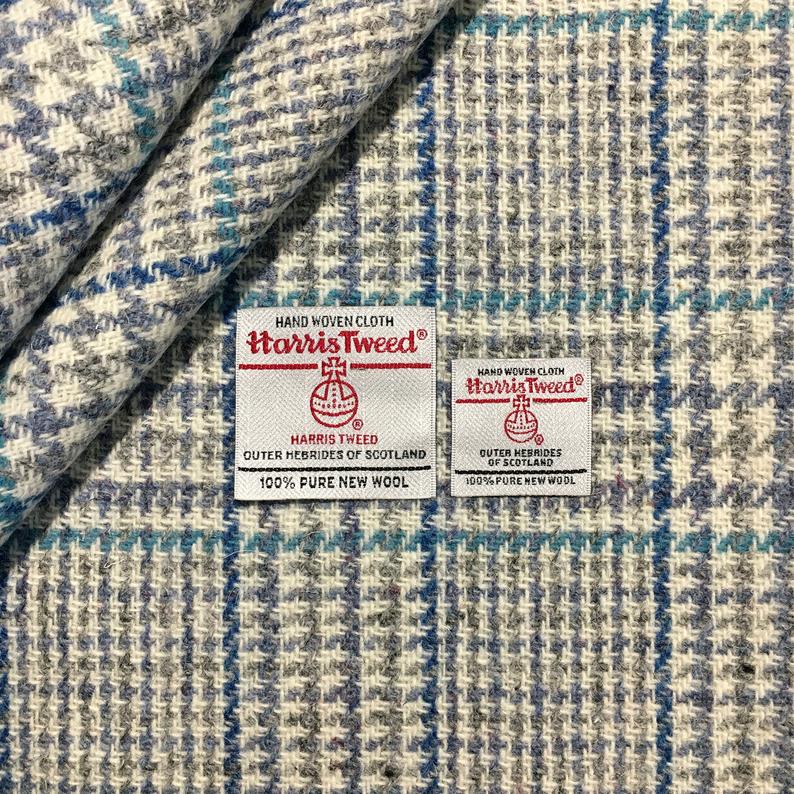 HAND WOVEN CLOTH
Harris Tweed®
®
HARRIS TWEED
OUTER HEBRIDES OF SCOTLAND
100% PURE NEW WOOL
HAND WOVEN CLOTH
Harris Tweed®
®
OUTER HEBRIDES
OF SCOTLAND
100% PURE NEW WOOL